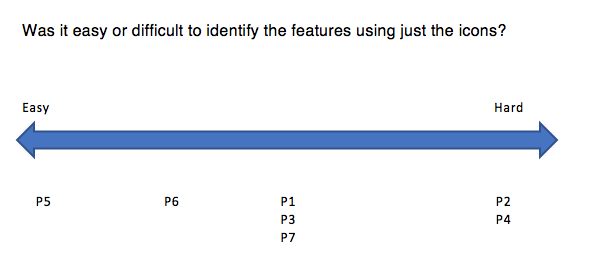 Was it easy or difficult to identify the features using just the icons?
Easy Hard
P5 P6 P1 P2
P3 P4
P7